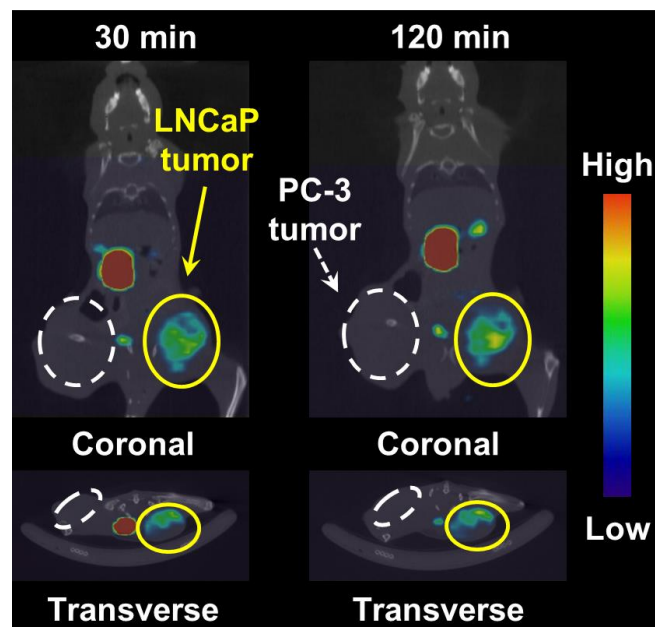 30 min
120 min
LNCaP
tumor
PC-3
tumor
High
Low
Coronal
Coronal
Transverse
Transverse